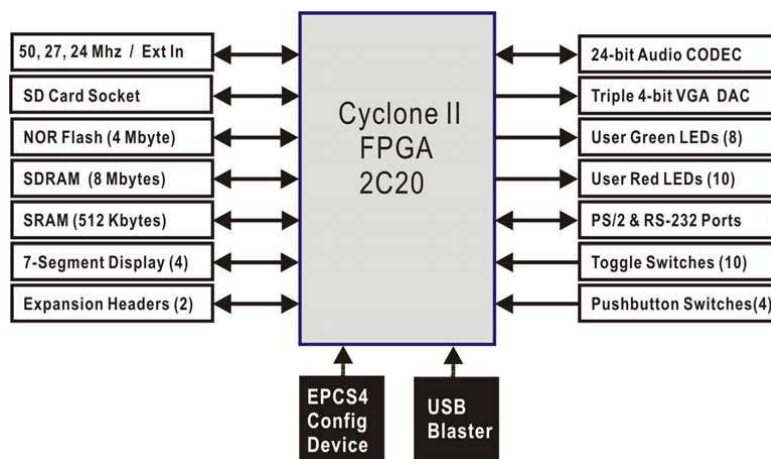 50, 27, 24 Mhz / Ext In
SD Card Socket
NOR Flash (4 Mbyte)
SDRAM (8 Mbytes)
SRAM (512 Kbytes)
7-Segment Display (4)
Expansion Headers (2)
Cyclone II
FPGA
2C20
24-bit Audio CODEC
Triple 4-bit VGA DAC
User Green LEDs (8)
User Red LEDs (10)
PS/2 & RS-232 Ports
Toggle Switches (10)
Pushbutton Switches(4)
EPCS4
Config
Device
USB
Blaster